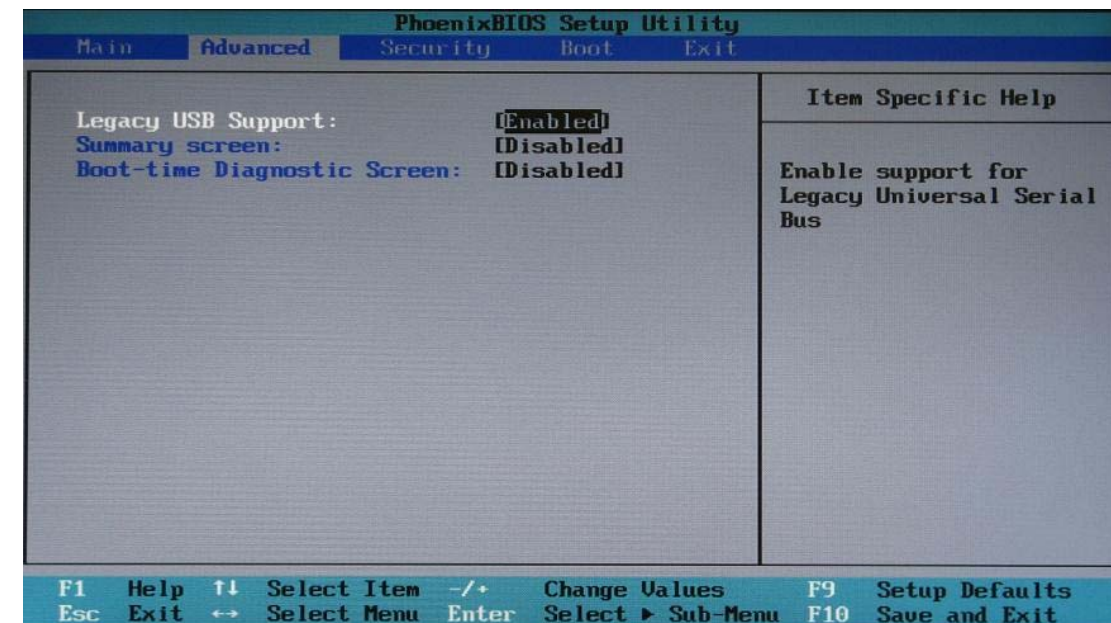 PhoenixBIOS Setup Utility
Main Advanced Security Boot Exit
Item Specific Help
Legacy USB Support: [Enabled]
Summary screen: [Disabled]
Boot-time Diagnostic Screen: [Disabled]
Enable support for
Legacy Universal Serial
Bus
F1 Help ↑↓ Select Item -/+ Change Values F9 Setup Defaults
Esc Exit ↔ Select Menu Enter Select ▶ Sub-Menu F10 Save and Exit